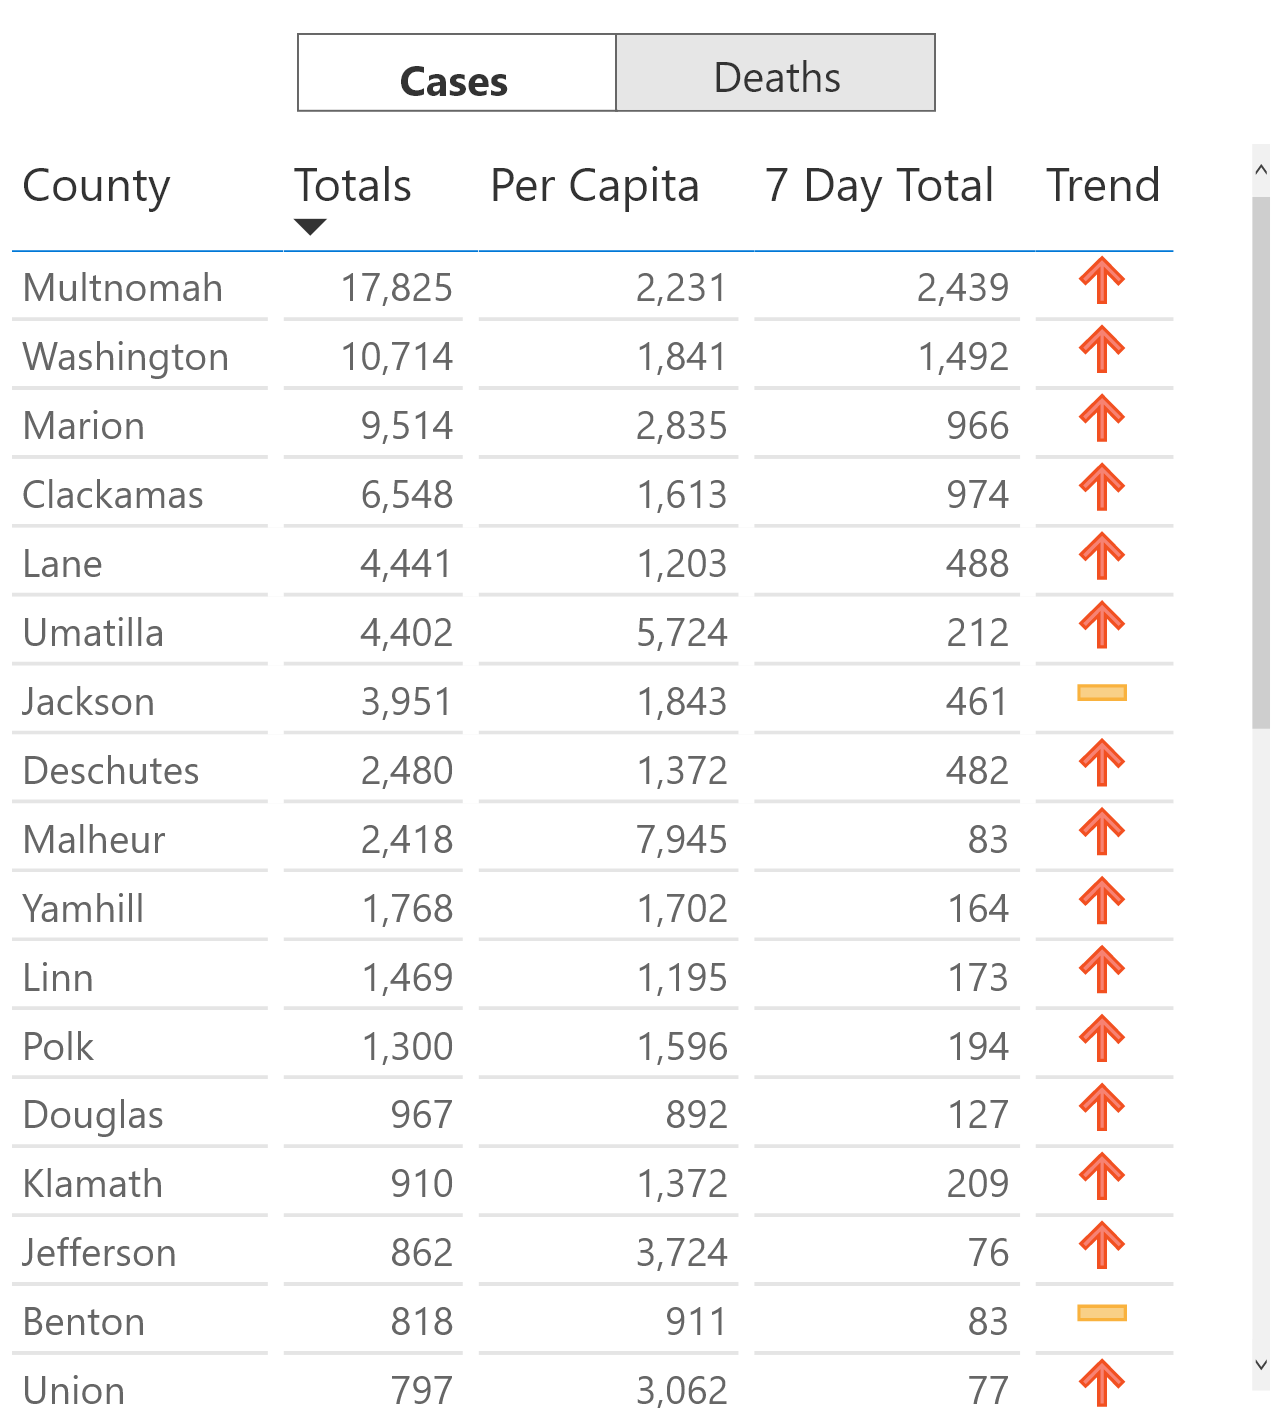 Cases Deaths
County Totals Per Capita 7 Day Total Trend
Multnomah 17,825 2,231 2,439
Washington 10,714 1,841 1,492
Marion 9,514 2,835 966
Clackamas 6,548 1,613 974
Lane 4,441 1,203 488
Umatilla 4,402 5,724 212
Jackson 3,951 1,843 461
Deschutes 2,480 1,372 482
Malheur 2,418 7,945 83
Yamhill 1,768 1,702 164
Linn 1,469 1,195 173
Polk 1,300 1,596 194
Douglas 967 892 127
Klamath 910 1,372 209
Jefferson 862 3,724 76
Benton 818 911 83
Union 797 3,062 77